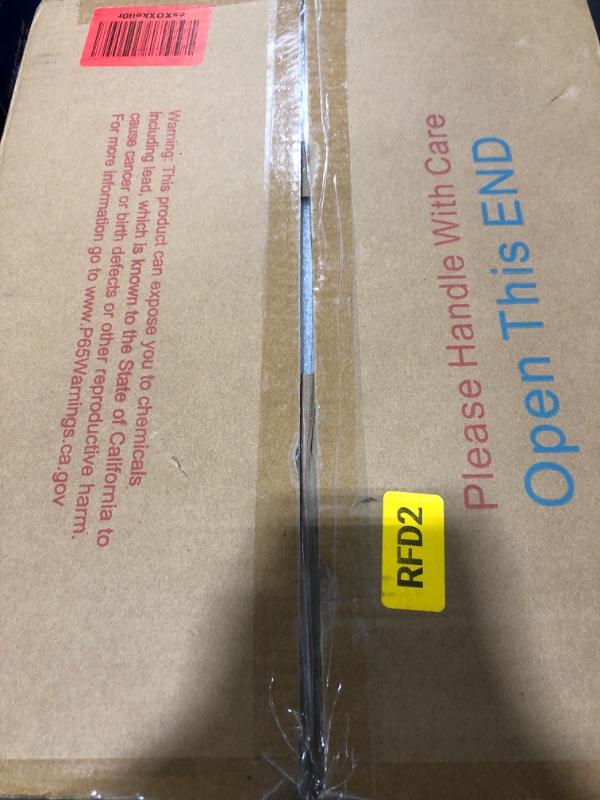 csXOXkeli0r
Warning: This product can expose you to chemicals
including lead, which is known to the State of California to
cause cancer or birth defects or other reproductive harm.
For more information go to www.P65Warnings.ca.gov
Please Handle With Care
Open This END
RFD2